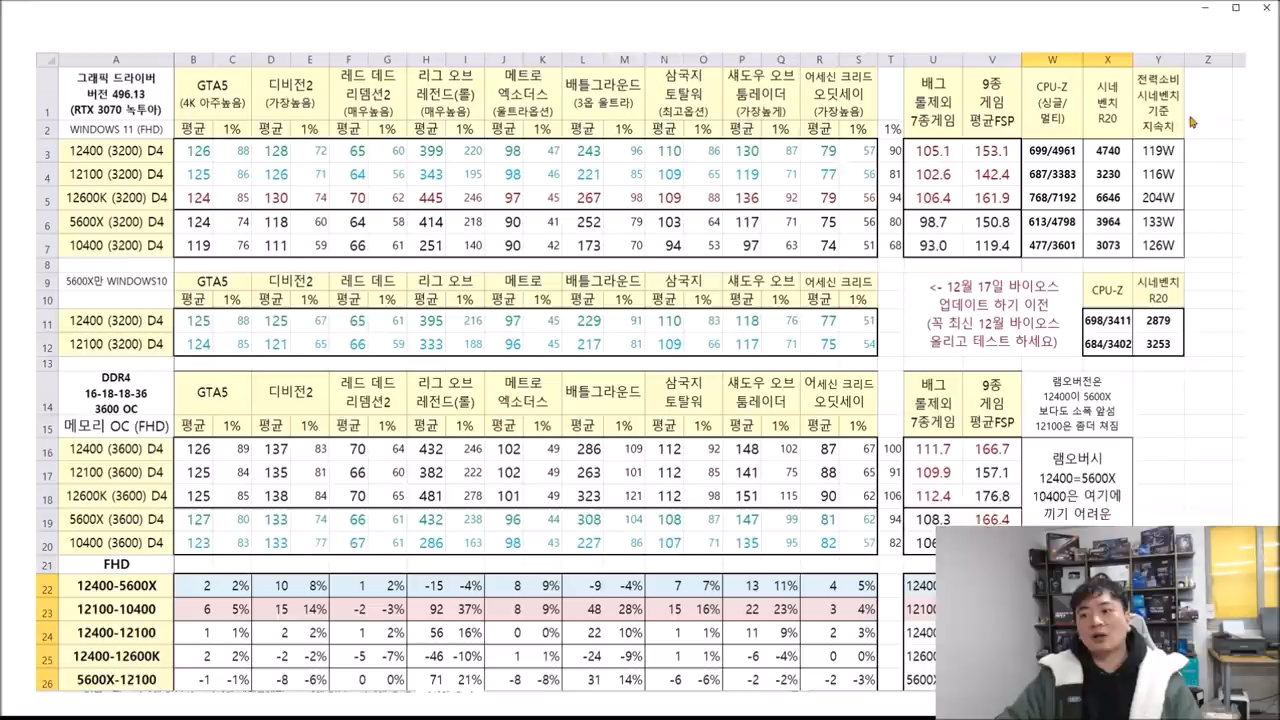 A B C D E F G H I J K L M N O P Q R S T U V W X Y Z
1 그래픽 드라이버 버전 496.13 (RTX 3070 녹투아) GTA5 (4K 아주높음) 디비전2 (가장높음) 레드 데드 리뎀션2 (매우높음) 리그 오브 레전드(롤) (매우높음) 메트로 엑소더스 (울트라옵션) 배틀그라운드 (3옵 울트라) 삼국지 토탈워 (최고옵션) 섀도우 오브 툼레이더 (가장높게) 어세신 크리드 오딧세이 (가장높음) 배그 롤제외 7종게임 9종 게임 평균FSP CPU-Z (싱글/ 멀티) 시네 벤치 R20 전력소비 시네벤치 기준 지속치
2 WINDOWS 11 (FHD) 평균 1% 평균 1% 평균 1% 평균 1% 평균 1% 평균 1% 평균 1% 평균 1% 평균 1% 1%
3 12400 (3200) D4 126 88 128 72 65 60 399 220 98 47 243 96 110 86 130 87 79 57 90 105.1 153.1 699/4961 4740 119W
4 12100 (3200) D4 125 86 126 71 64 56 343 195 98 46 221 85 109 65 119 71 77 56 81 102.6 142.4 687/3383 3230 116W
5 12600K (3200) D4 124 85 130 74 70 62 445 246 97 45 267 98 109 88 136 92 79 56 94 106.4 161.9 768/7192 6646 204W
6 5600X (3200) D4 124 74 118 60 64 58 414 218 90 41 252 79 103 64 117 71 75 56 80 98.7 150.8 613/4798 3964 133W
7 10400 (3200) D4 119 76 111 59 66 61 251 140 90 42 173 70 94 53 97 63 74 51 68 93.0 119.4 477/3601 3073 126W
8
9 5600X만 WINDOWS10 GTA5 디비전2 레드 데드 리그 오브 메트로 배틀그라운드 삼국지 섀도우 오브 어세신 크리드
10 평균 1% 평균 1% 평균 1% 평균 1% 평균 1% 평균 1% 평균 1% 평균 1% 평균 1%
<- 12월 17일 바이오스
업데이트 하기 이전
(꼭 최신 12월 바이오스
올리고 테스트 하세요)
CPU-Z 시네벤치 R20
11 12400 (3200) D4 125 88 125 67 65 61 395 216 97 45 229 91 110 83 118 76 77 51 698/3411 2879
12 12100 (3200) D4 124 85 121 65 66 59 333 188 96 45 217 81 109 66 117 71 75 54 684/3402 3253
13
14 DDR4 16-18-18-36 3600 OC GTA5 디비전2 레드 데드 리뎀션2 리그 오브 레전드(롤) 메트로 엑소더스 배틀그라운드 삼국지 토탈워 섀도우 오브 툼레이더 어세신 크리드 오딧세이 배그 롤제외 7종게임 9종 게임 평균FSP
15 메모리 OC (FHD) 평균 1% 평균 1% 평균 1% 평균 1% 평균 1% 평균 1% 평균 1% 평균 1% 평균 1%
램오버전은
12400이 5600X
보다도 소폭 앞섬
12100은 좀더 쳐짐
16 12400 (3600) D4 126 89 137 83 70 64 432 246 102 49 286 109 112 92 148 102 87 67 100 111.7 166.7
17 12100 (3600) D4 125 84 135 81 66 60 382 222 102 49 263 101 112 85 141 75 88 65 91 109.9 157.1
18 12600K (3600) D4 125 85 138 84 70 65 481 278 101 49 323 121 112 98 151 115 90 62 106 112.4 176.8
19 5600X (3600) D4 127 80 133 74 66 61 432 238 96 44 308 104 108 87 147 99 81 62 94 108.3 166.4
20 10400 (3600) D4 123 83 133 77 67 61 286 163 98 43 227 86 107 71 135 95 82 57 82
램오버시
12400=5600X
10400은 여기에
끼기 어려운
21 FHD
22 12400-5600X 2 2% 10 8% 1 2% -15 -4% 8 9% -9 -4% 7 7% 13 11% 4 5%
23 12100-10400 6 5% 15 14% -2 -3% 92 37% 8 9% 48 28% 15 16% 22 23% 3 4%
24 12400-12100 1 1% 2 2% 1 2% 56 16% 0 0% 22 10% 1 1% 11 9% 2 3%
25 12400-12600K 2 2% -2 -2% -5 -7% -46 -10% 1 1% -24 -9% 1 1% -6 -4% 0 0%
26 5600X-12100 -1 -1% -8 -6% 0 0% 71 21% -8 -8% 31 14% -6 -6% -2 -2% -2 -3%